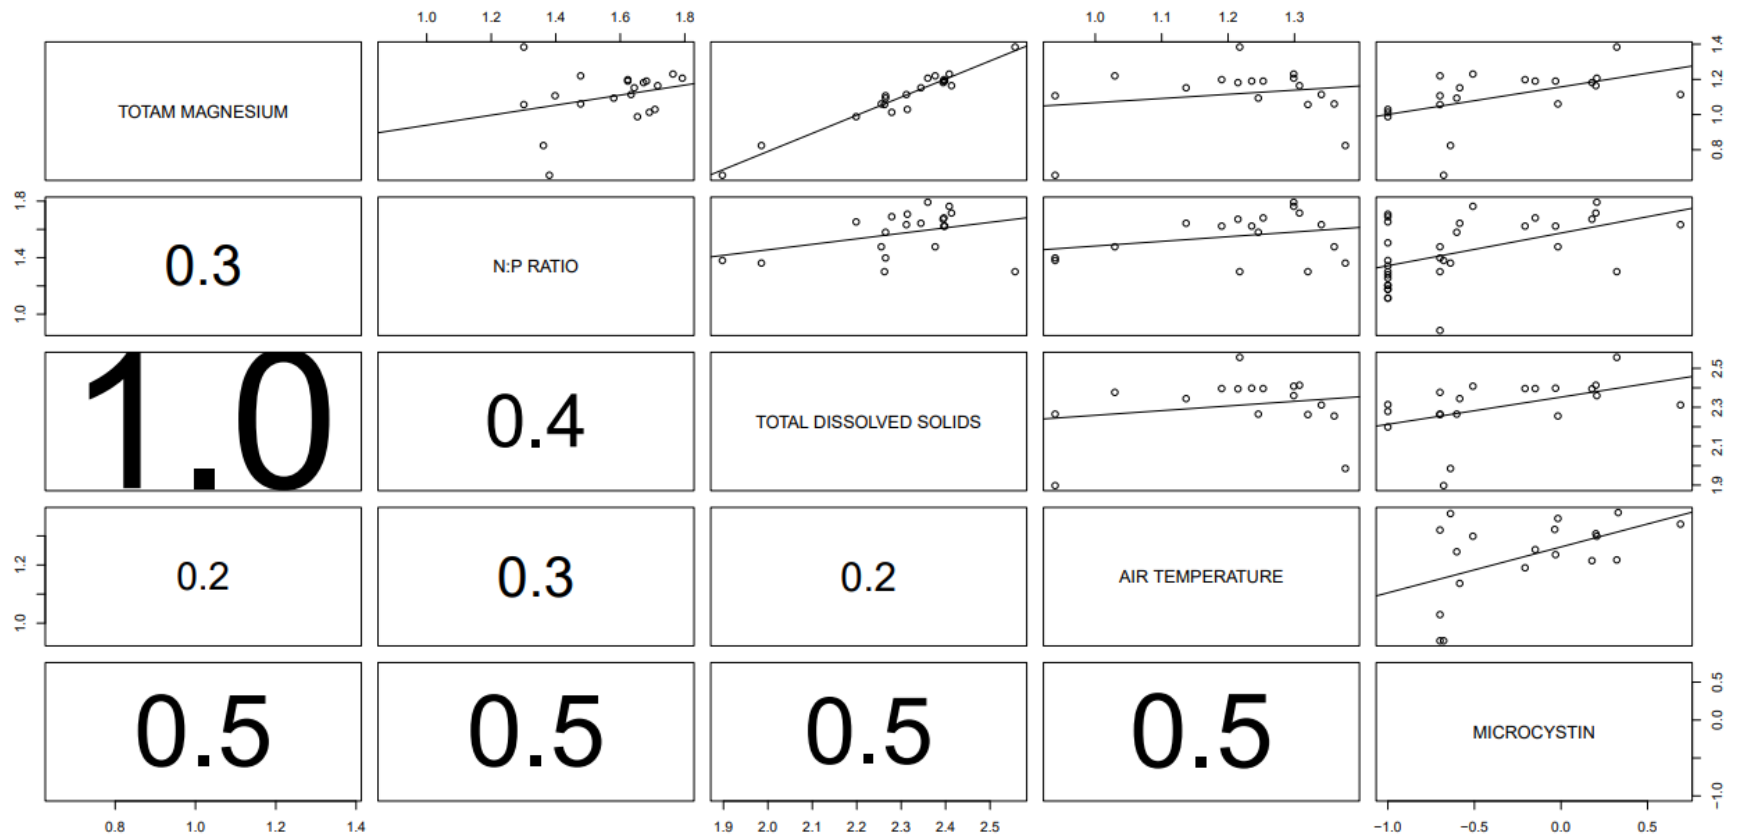 1.0 1.2 1.4 1.6 1.8 1.0 1.1 1.2 1.3
TOTAM MAGNESIUM
0.8 1.0 1.2 1.4
1.0 1.4 1.8
0.3
N:P RATIO
1.0
0.4
TOTAL DISSOLVED SOLIDS
1.9 2.1 2.3 2.5
1.0 1.2
0.2
0.3
0.2
AIR TEMPERATURE
0.5
0.5
0.5
0.5
MICROCYSTIN
−1.0 0.0 0.5
0.8 1.0 1.2 1.4 1.9 2.0 2.1 2.2 2.3 2.4 2.5 −1.0 −0.5 0.0 0.5